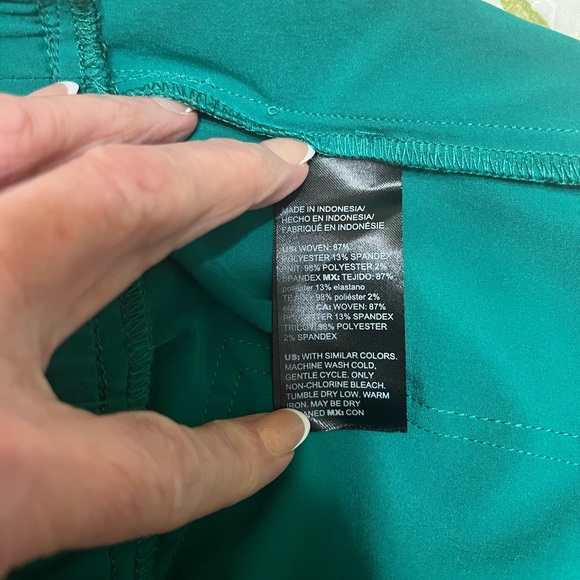 MADE IN INDONESIA/
HECHO EN INDONESIA/
FABRIQUÉ EN INDONÉSIE
US: WOVEN: 87%
POLYESTER 13% SPANDEX
KNIT: 98% POLYESTER 2%
SPANDEX MX: TEJIDO: 87%
poliéster 13% elastano
98% poliéster 2%
CA: WOVEN: 87%
POLYESTER 13% SPANDEX
TRICOT: 98% POLYESTER
2% SPANDEX
US: WITH SIMILAR COLORS.
MACHINE WASH COLD,
GENTLE CYCLE. ONLY
NON-CHLORINE BLEACH.
TUMBLE DRY LOW. WARM
IRON. MAY BE DRY
CLEANED MX: CON